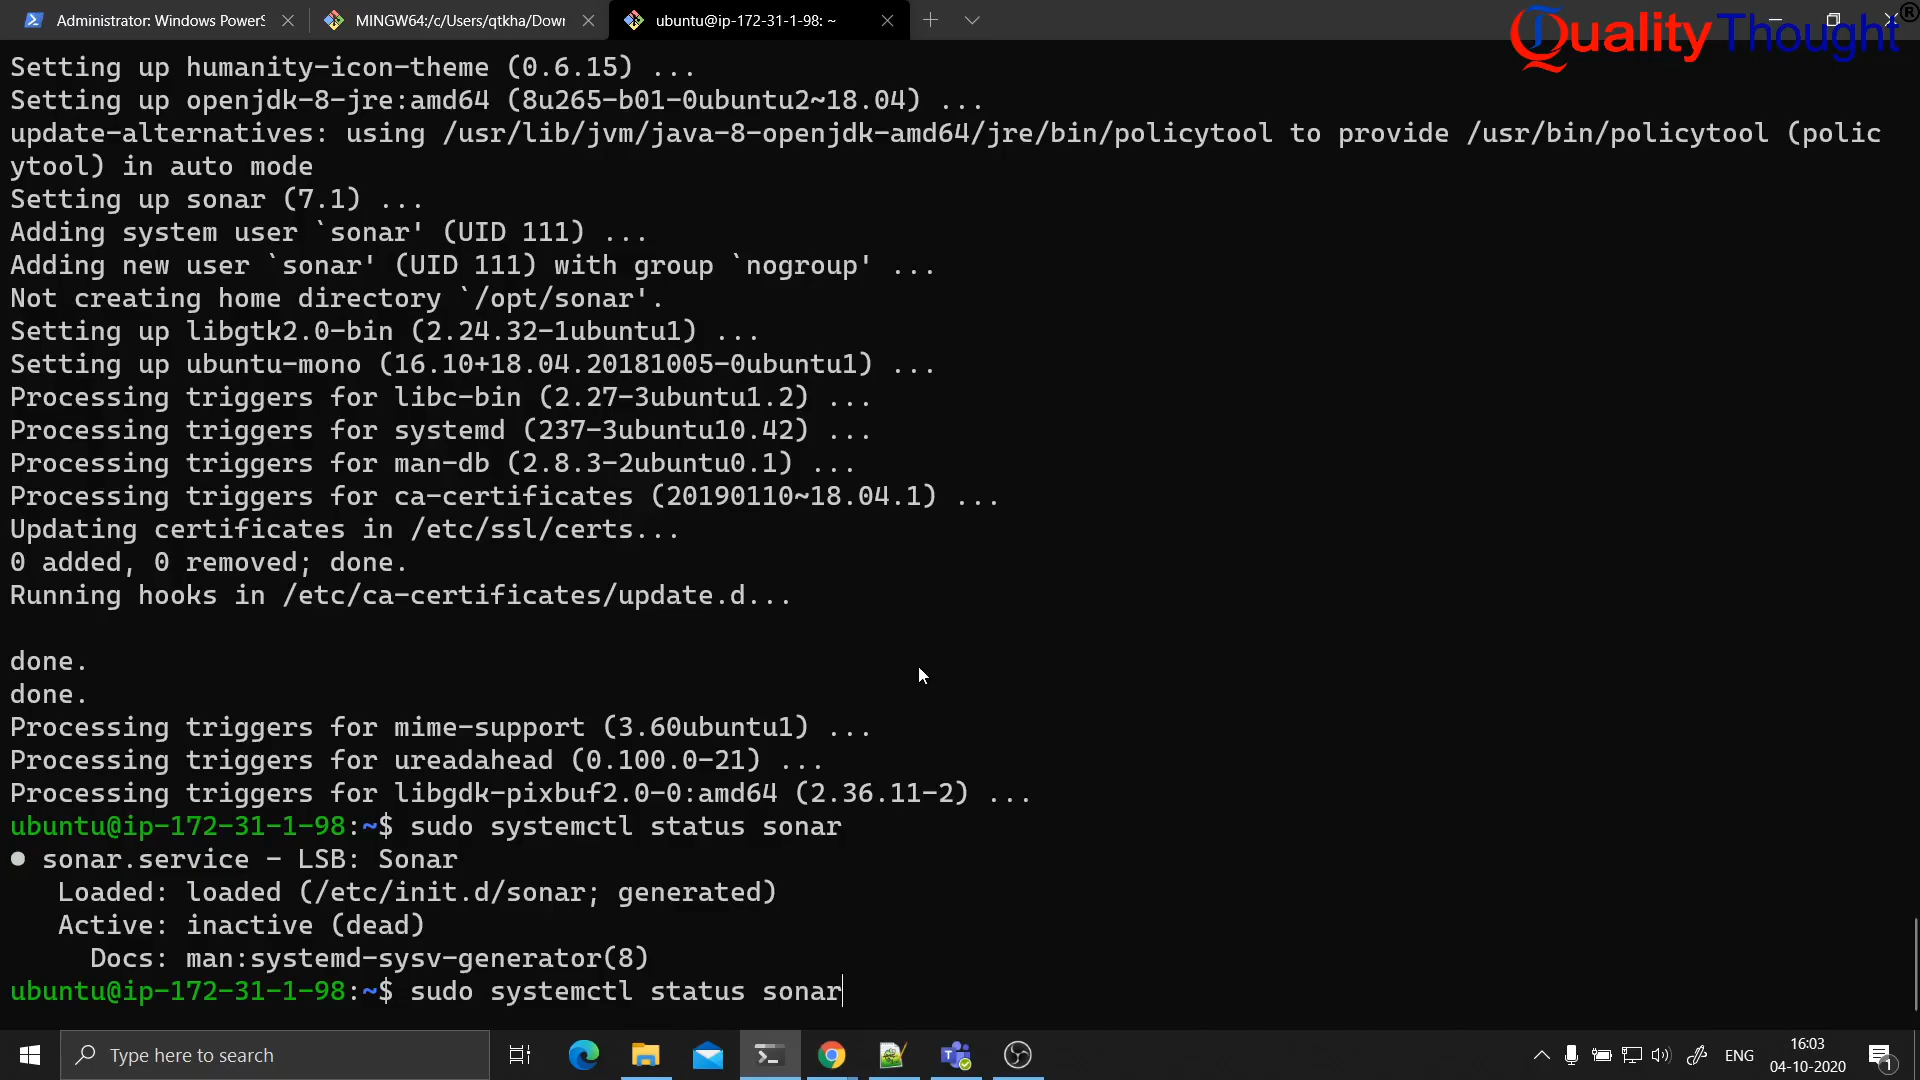 Administrator: Windows PowerS
MINGW64:/c/Users/qtkha/Dowr
ubuntu@ip-172-31-1-98: ~
QualityThought®
Setting up humanity-icon-theme (0.6.15) ...
Setting up openjdk-8-jre:amd64 (8u265-b01-0ubuntu2~18.04) ...
update-alternatives: using /usr/lib/jvm/java-8-openjdk-amd64/jre/bin/policytool to provide /usr/bin/policytool (polic
ytool) in auto mode
Setting up sonar (7.1) ...
Adding system user `sonar' (UID 111) ...
Adding new user `sonar' (UID 111) with group `nogroup' ...
Not creating home directory `/opt/sonar'.
Setting up libgtk2.0-bin (2.24.32-1ubuntu1) ...
Setting up ubuntu-mono (16.10+18.04.20181005-0ubuntu1) ...
Processing triggers for libc-bin (2.27-3ubuntu1.2) ...
Processing triggers for systemd (237-3ubuntu10.42) ...
Processing triggers for man-db (2.8.3-2ubuntu0.1) ...
Processing triggers for ca-certificates (20190110~18.04.1) ...
Updating certificates in /etc/ssl/certs...
0 added, 0 removed; done.
Running hooks in /etc/ca-certificates/update.d...
done.
done.
Processing triggers for mime-support (3.60ubuntu1) ...
Processing triggers for ureadahead (0.100.0-21) ...
Processing triggers for libgdk-pixbuf2.0-0:amd64 (2.36.11-2) ...
ubuntu@ip-172-31-1-98:~$ sudo systemctl status sonar
● sonar.service - LSB: Sonar
Loaded: loaded (/etc/init.d/sonar; generated)
Active: inactive (dead)
Docs: man:systemd-sysv-generator(8)
ubuntu@ip-172-31-1-98:~$ sudo systemctl status sonar
Type here to search
ENG
16:03
04-10-2020
1